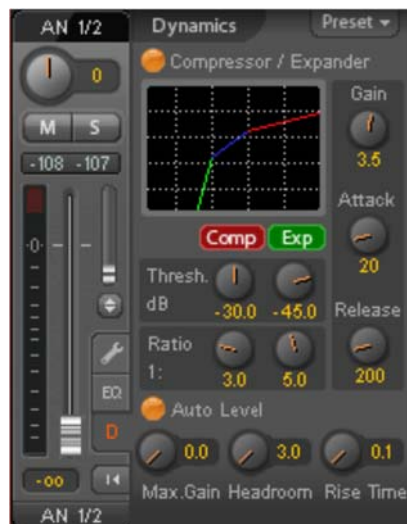 AN 1/2
0
M S
-108 -107
-0-
EQ
D
-oo
AN 1/2
Dynamics Preset
Compressor / Expander
Gain
3.5
Attack
20
Release
200
Comp Exp
Thresh.
dB
-30.0 -45.0
Ratio
1:
3.0 5.0
Auto Level
0.0 3.0 0.1
Max.Gain Headroom Rise Time